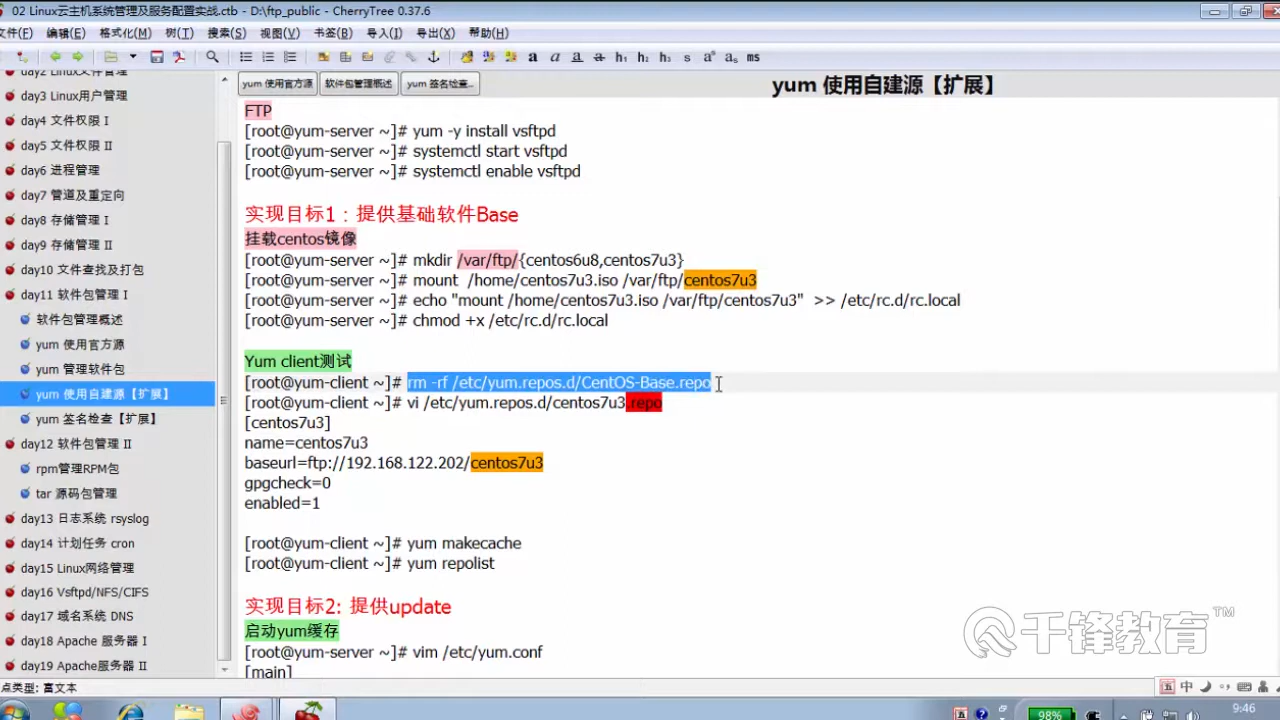 02 Linux云主机系统管理及服务配置实战.ctb - D:\ftp_public - CherryTree 0.37.6
文件(F) 编辑(E) 格式化(M) 树(T) 搜索(S) 视图(V) 书签(B) 导入(I) 导出(X) 帮助(H)
a a a a h₁ h₂ h₃ s aˢ aₛ ms
yum 使用官方源 软件包管理概述 yum 签名检查..
yum 使用自建源【扩展】
day2 Linux文件管理
day3 Linux用户管理
day4 文件权限 I
day5 文件权限 II
day6 进程管理
day7 管道及重定向
day8 存储管理 I
day9 存储管理 II
day10 文件查找及打包
day11 软件包管理 I
软件包管理概述
yum 使用官方源
yum 管理软件包
yum 使用自建源【扩展】
yum 签名检查【扩展】
day12 软件包管理 II
rpm管理RPM包
tar 源码包管理
day13 日志系统 rsyslog
day14 计划任务 cron
day15 Linux网络管理
day16 Vsftpd/NFS/CIFS
day17 域名系统 DNS
day18 Apache 服务器 I
day19 Apache服务器 II
FTP
[root@yum-server ~]# yum -y install vsftpd
[root@yum-server ~]# systemctl start vsftpd
[root@yum-server ~]# systemctl enable vsftpd
实现目标1：提供基础软件Base
挂载centos镜像
[root@yum-server ~]# mkdir /var/ftp/{centos6u8,centos7u3}
[root@yum-server ~]# mount /home/centos7u3.iso /var/ftp/centos7u3
[root@yum-server ~]# echo "mount /home/centos7u3.iso /var/ftp/centos7u3" >> /etc/rc.d/rc.local
[root@yum-server ~]# chmod +x /etc/rc.d/rc.local
Yum client测试
[root@yum-client ~]# rm -rf /etc/yum.repos.d/CentOS-Base.repo
[root@yum-client ~]# vi /etc/yum.repos.d/centos7u3.repo
[centos7u3]
name=centos7u3
baseurl=ftp://192.168.122.202/centos7u3
gpgcheck=0
enabled=1
[root@yum-client ~]# yum makecache
[root@yum-client ~]# yum repolist
实现目标2: 提供update
启动yum缓存
[root@yum-server ~]# vim /etc/yum.conf
[main]
千锋教育™
点类型: 富文本
五 中
98%
9:46